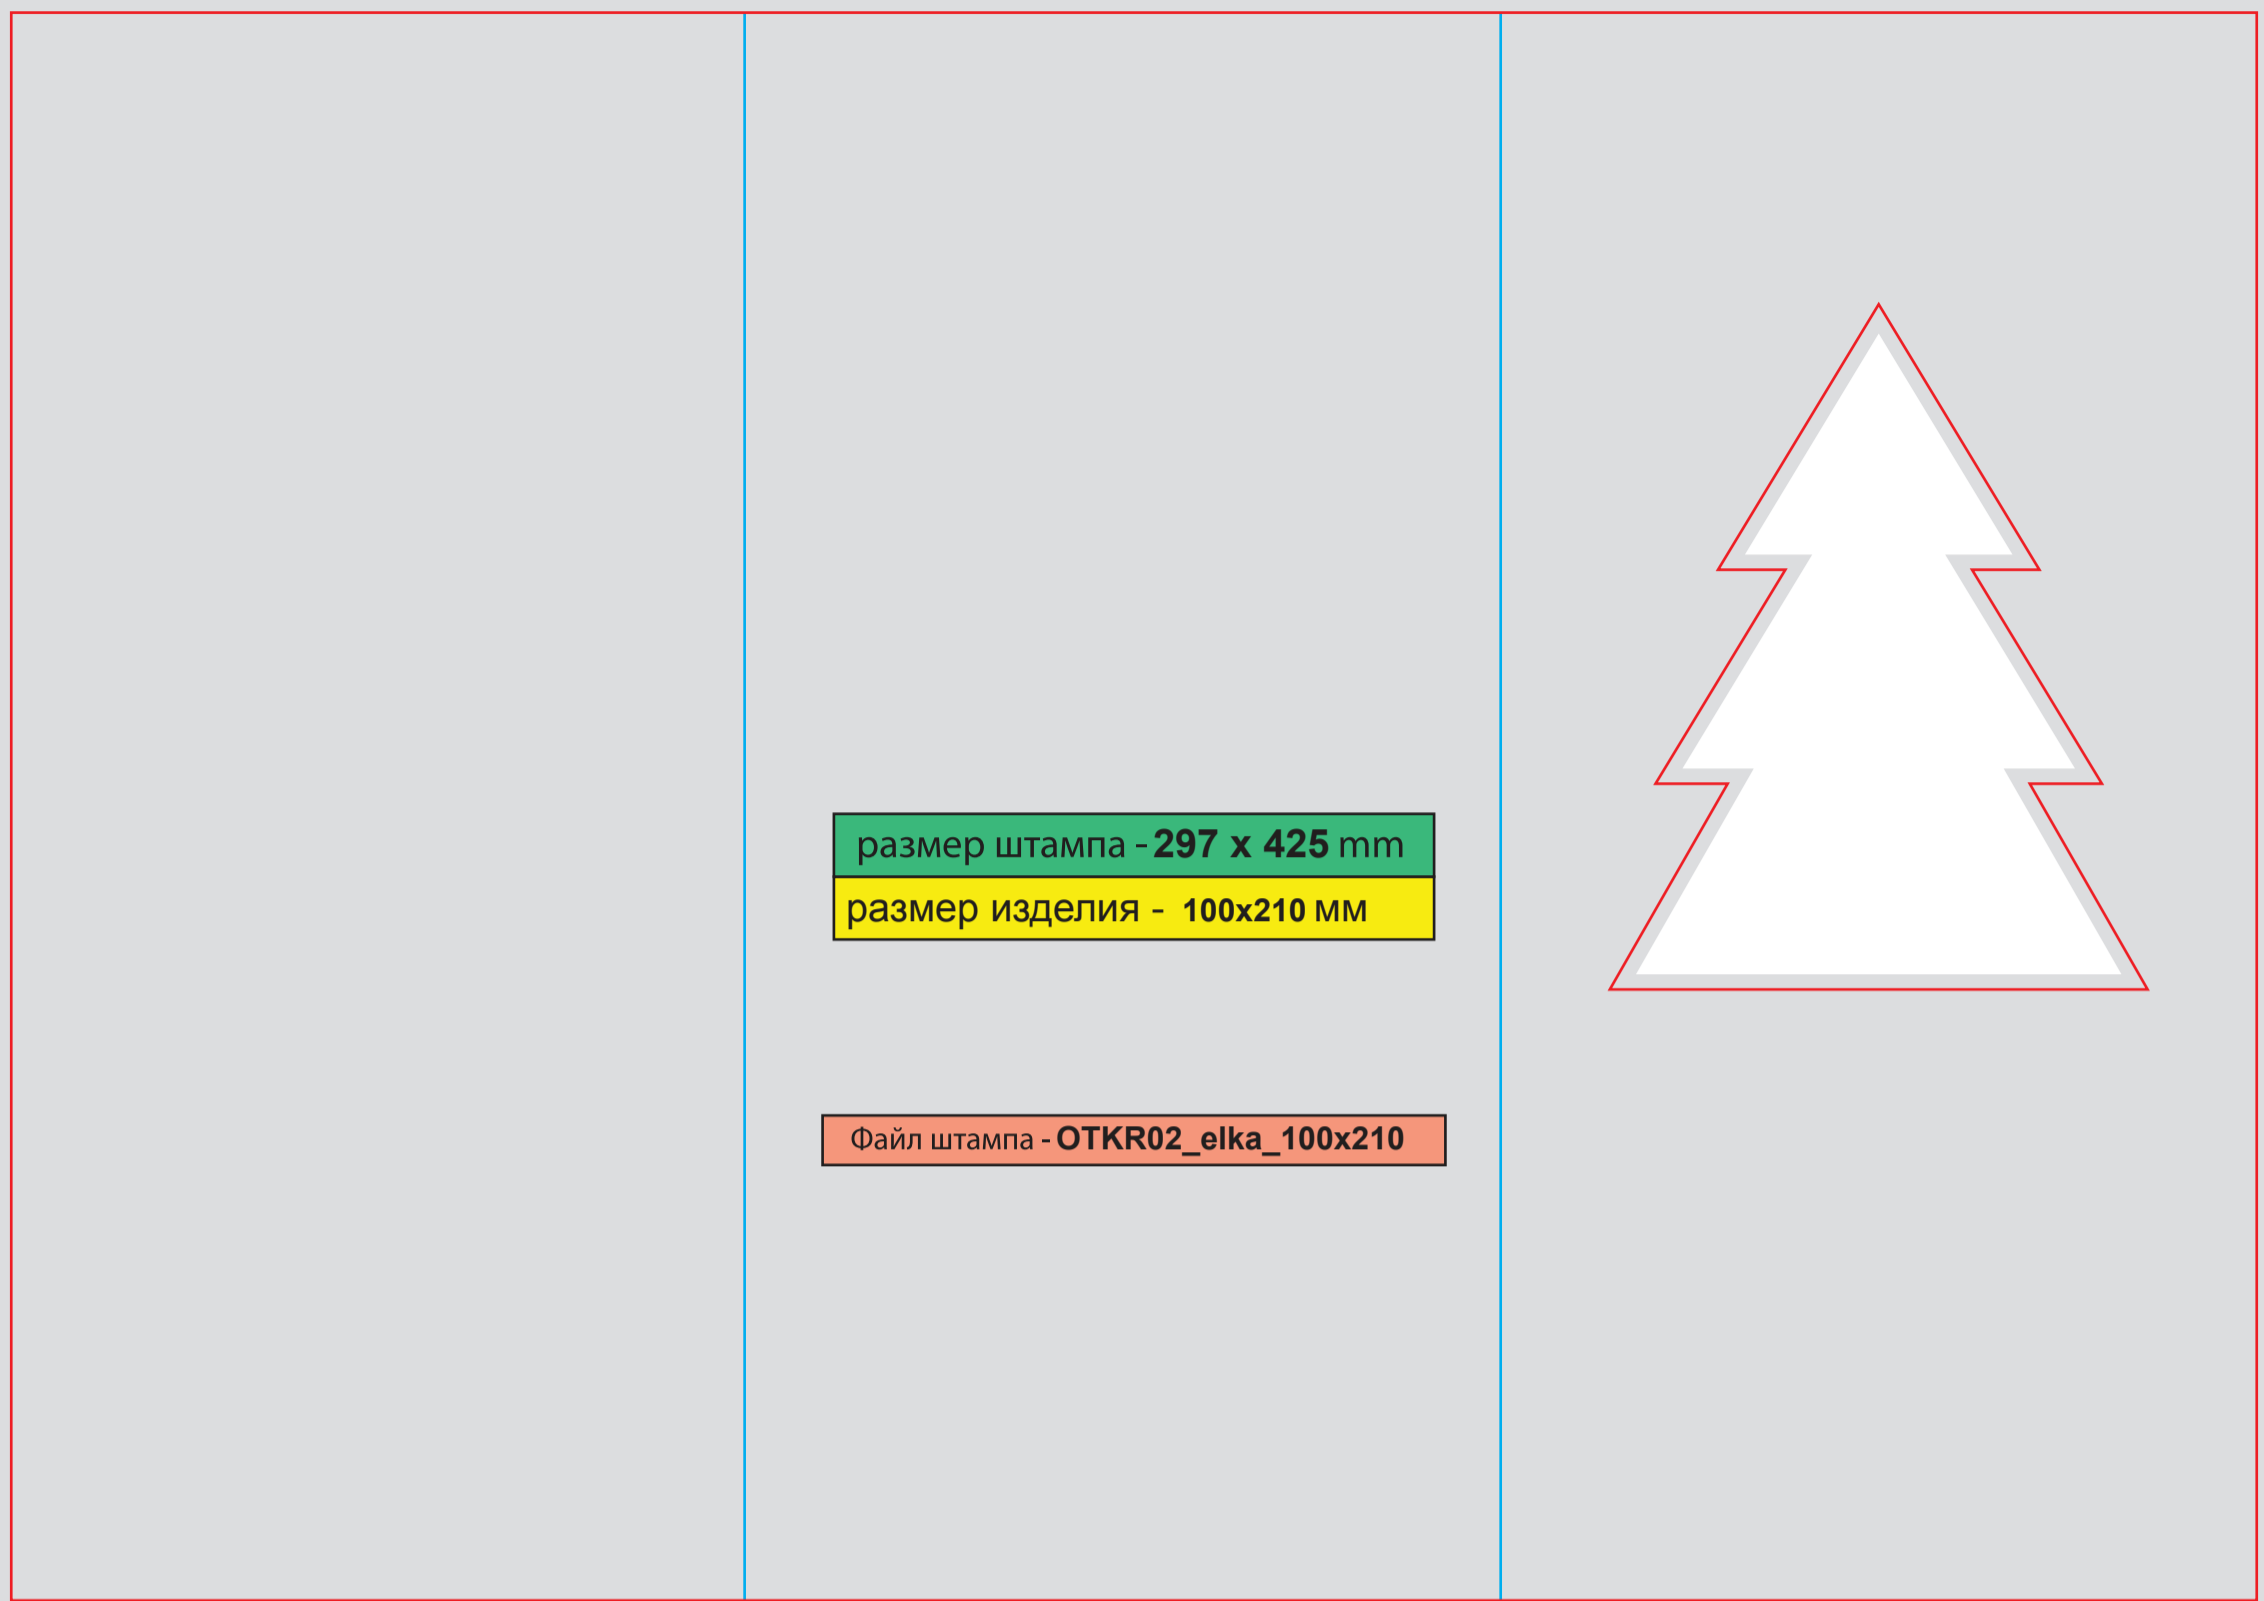 размер штампа - 297 x 425 mm
размер изделия - 100x210 мм
Файл штампа - OTKR02_elka_100x210